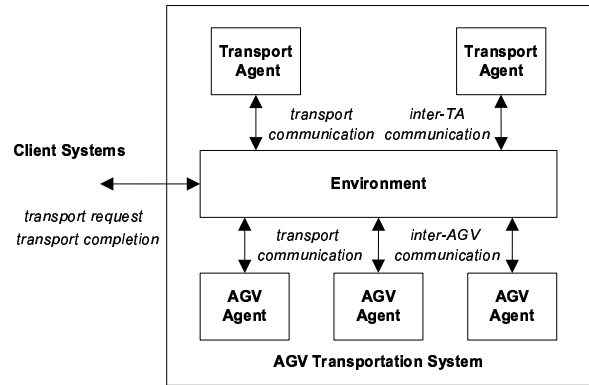 Transport
Agent
Transport
Agent
transport
communication
inter-TA
communication
Client Systems
Environment
transport request
transport completion
transport
communication
inter-AGV
communication
AGV
Agent
AGV
Agent
AGV
Agent
AGV Transportation System